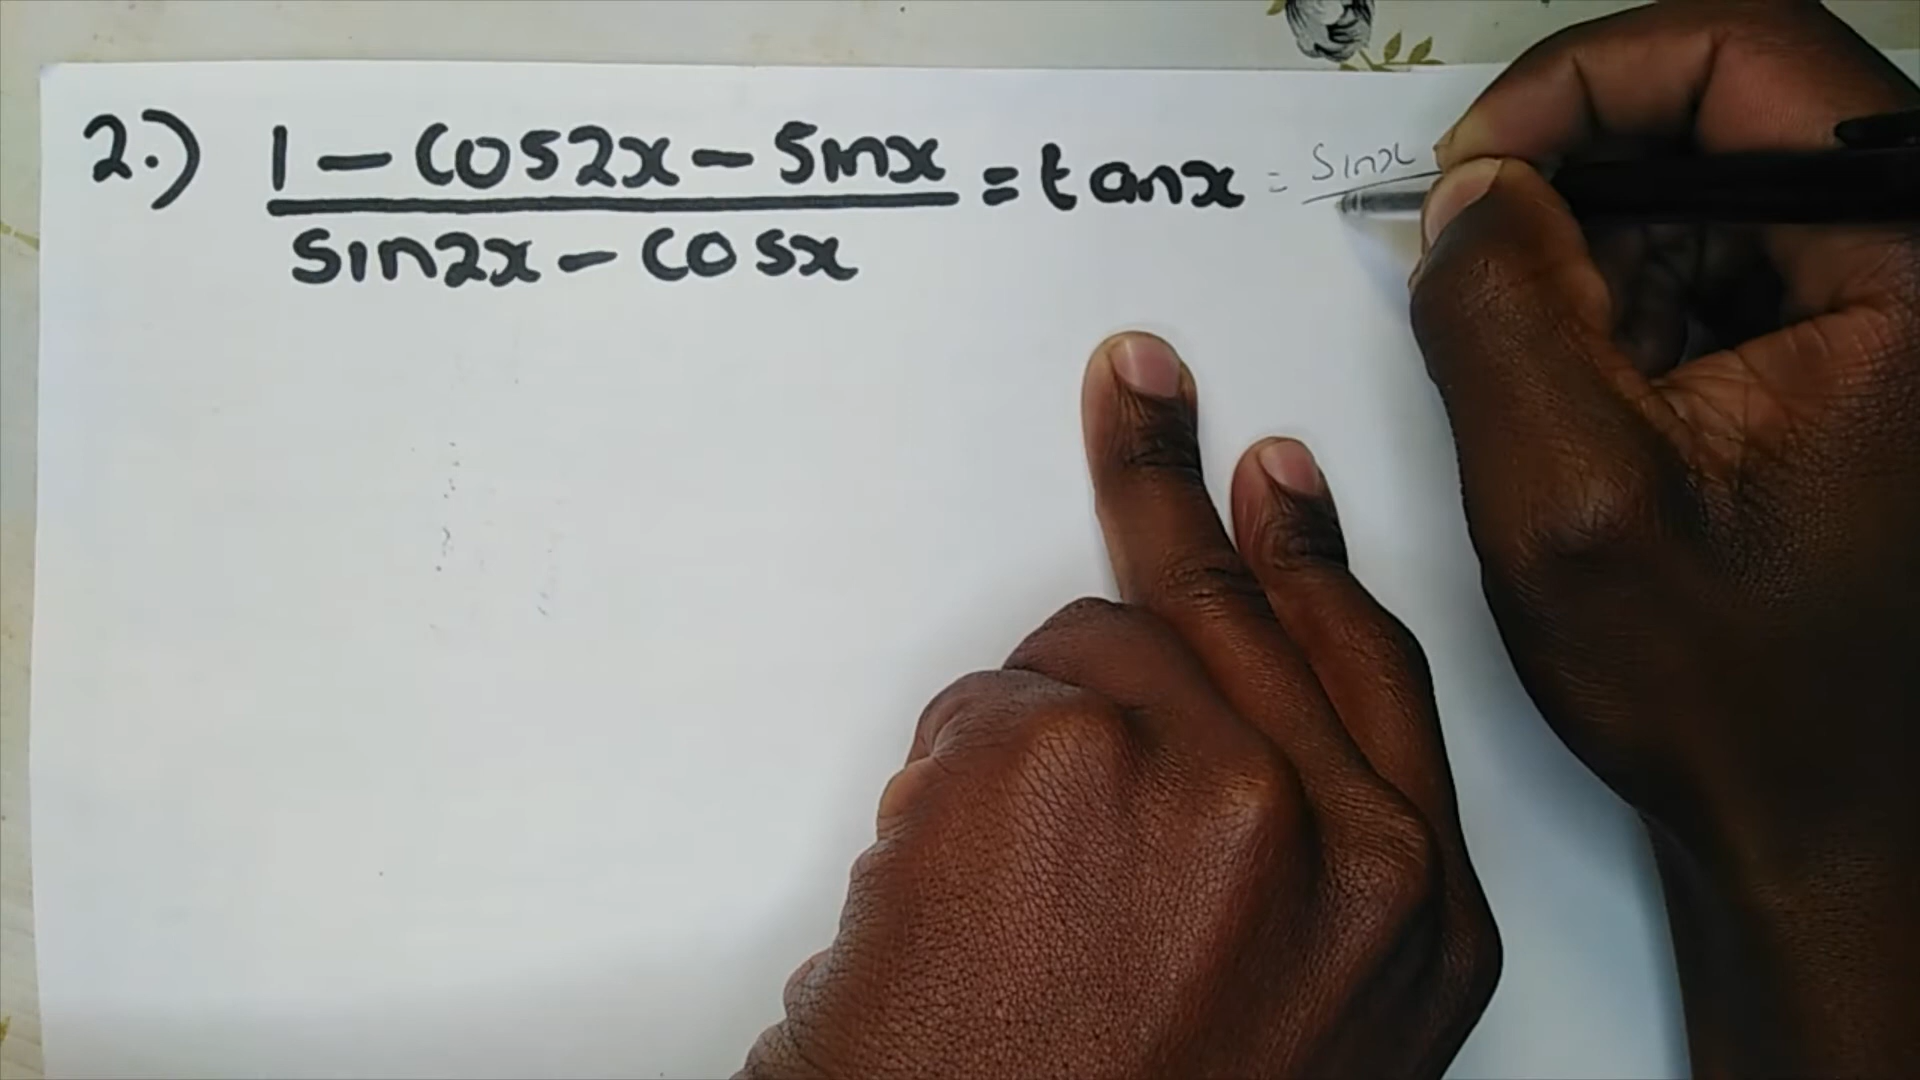 2.) 1 - cos2x - sinx / sin2x - cosx = tanx = sinx /